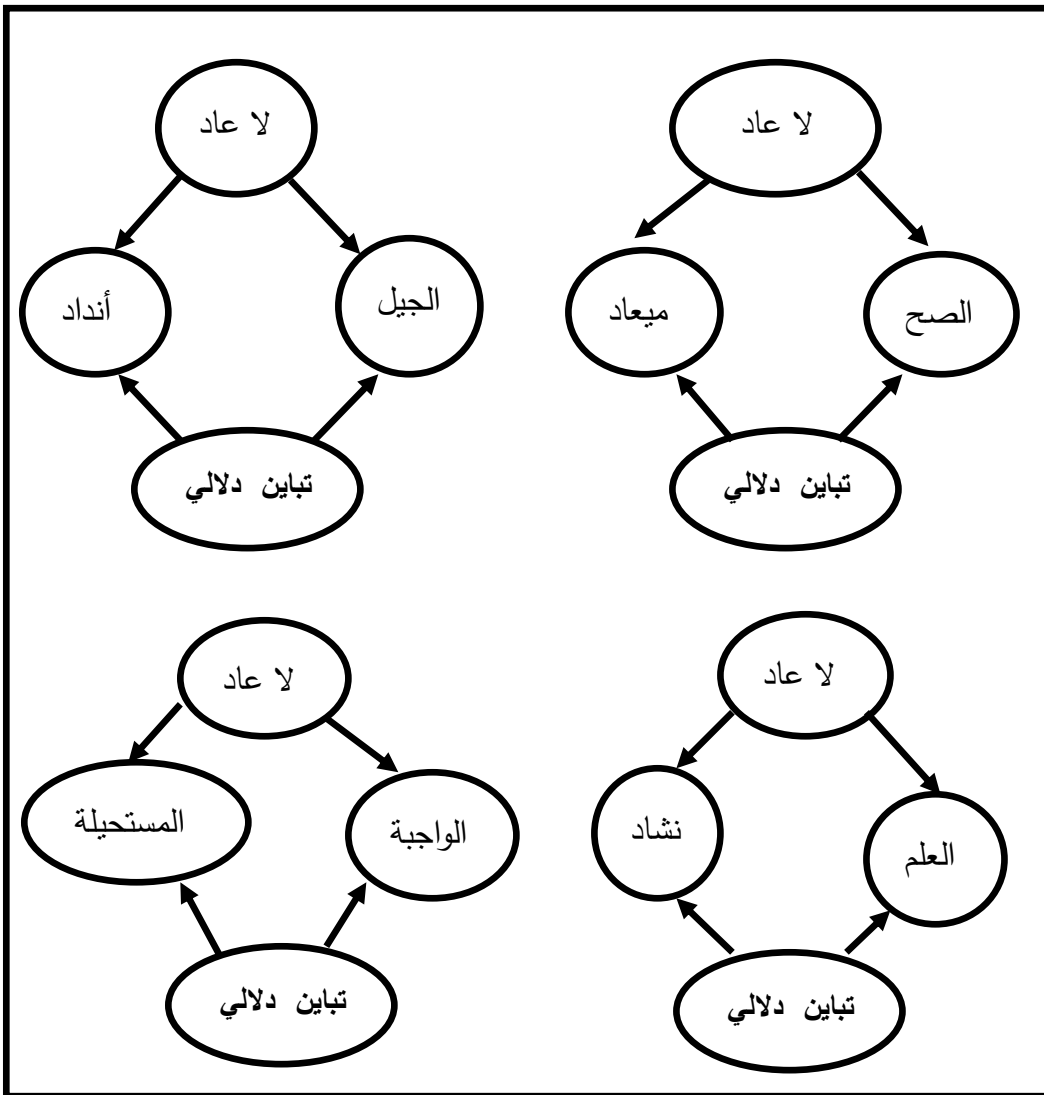 لا عاد
لا عاد
الصح
ميعاد
الجيل
أنداد
تباين دلالي
تباين دلالي
لا عاد
لا عاد
العلم
نشاد
الواجبة
المستحيلة
تباين دلالي
تباين دلالي